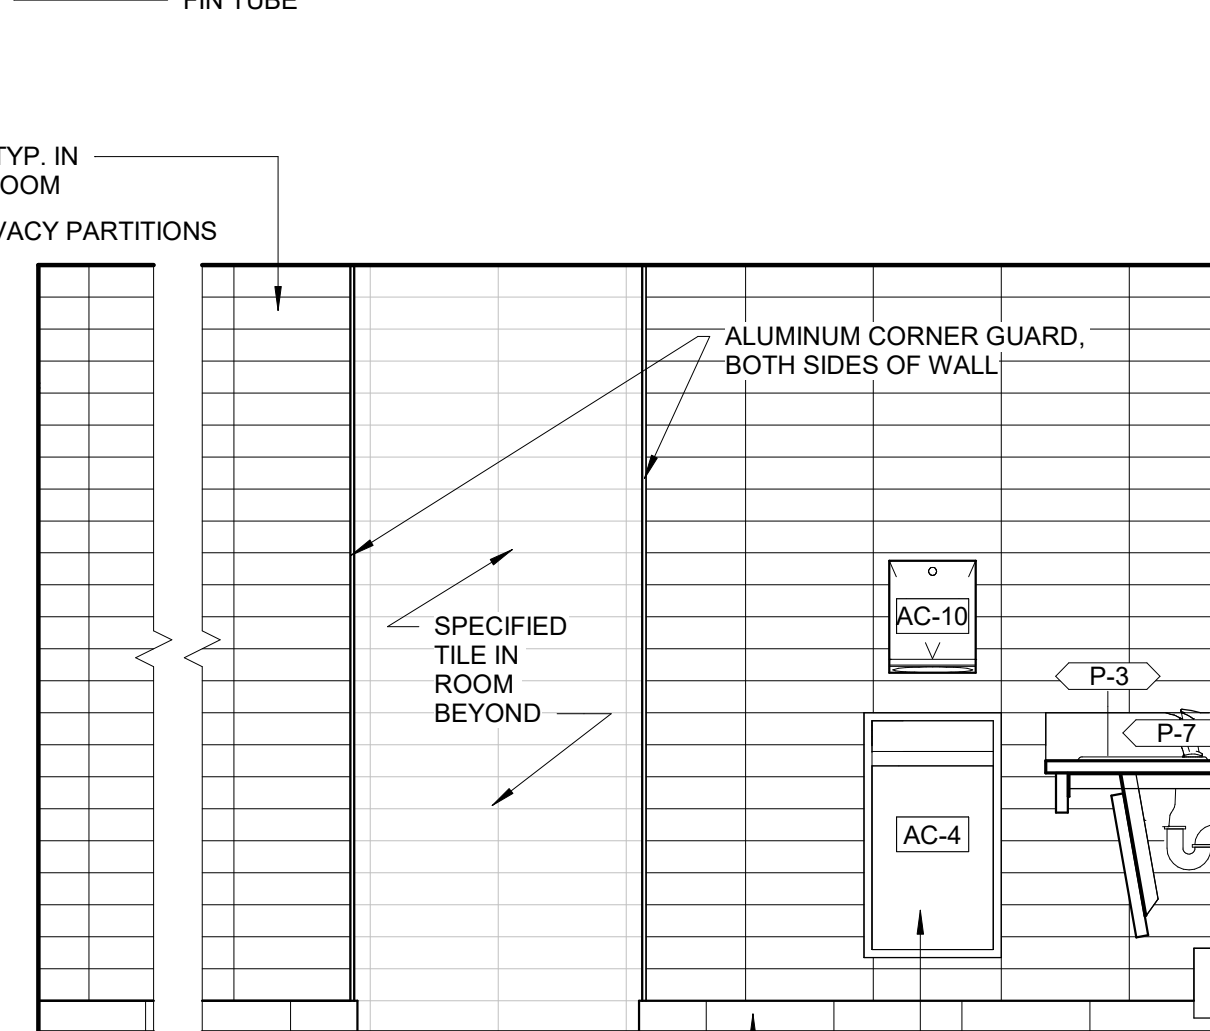 FIN TUBE
TYP. IN
OOM
VACY PARTITIONS
ALUMINUM CORNER GUARD,
BOTH SIDES OF WALL
AC-10
SPECIFIED
TILE IN
ROOM
BEYOND
P-3
P-7
AC-4